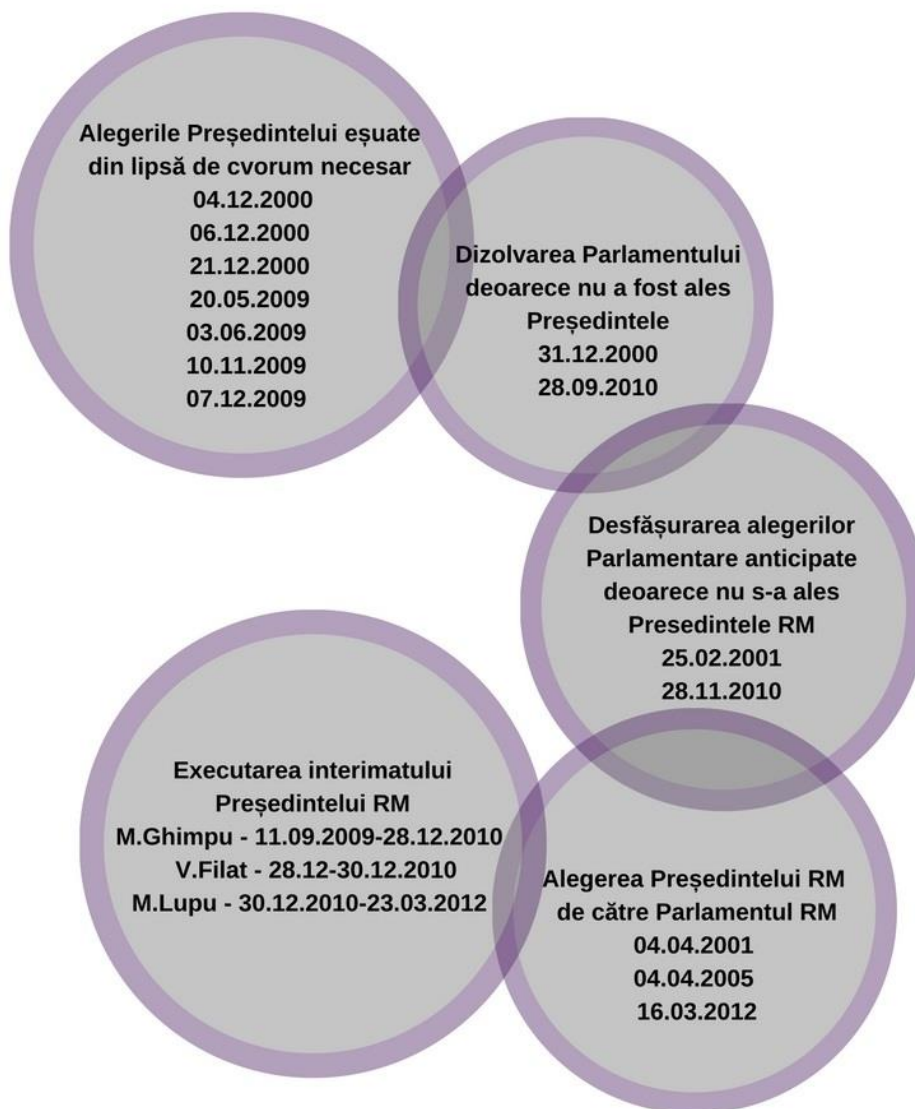 Alegerile Președintelui eșuate
din lipsă de cvorum necesar
04.12.2000
06.12.2000
21.12.2000
20.05.2009
03.06.2009
10.11.2009
07.12.2009
Dizolvarea Parlamentului
deoarece nu a fost ales
Președintele
31.12.2000
28.09.2010
Desfășurarea alegerilor
Parlamentare anticipate
deoarece nu s-a ales
Presedintele RM
25.02.2001
28.11.2010
Executarea interimatului
Președintelui RM
M.Ghimpu - 11.09.2009-28.12.2010
V.Filat - 28.12-30.12.2010
M.Lupu - 30.12.2010-23.03.2012
Alegerea Președintelui RM
de către Parlamentul RM
04.04.2001
04.04.2005
16.03.2012